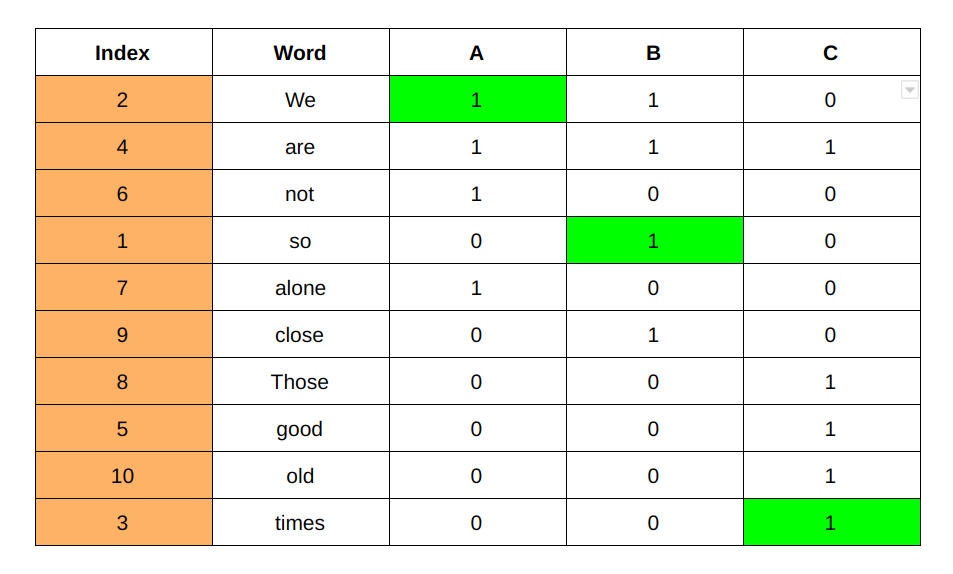 Index Word A B C
2 We 1 1 0
4 are 1 1 1
6 not 1 0 0
1 so 0 1 0
7 alone 1 0 0
9 close 0 1 0
8 Those 0 0 1
5 good 0 0 1
10 old 0 0 1
3 times 0 0 1